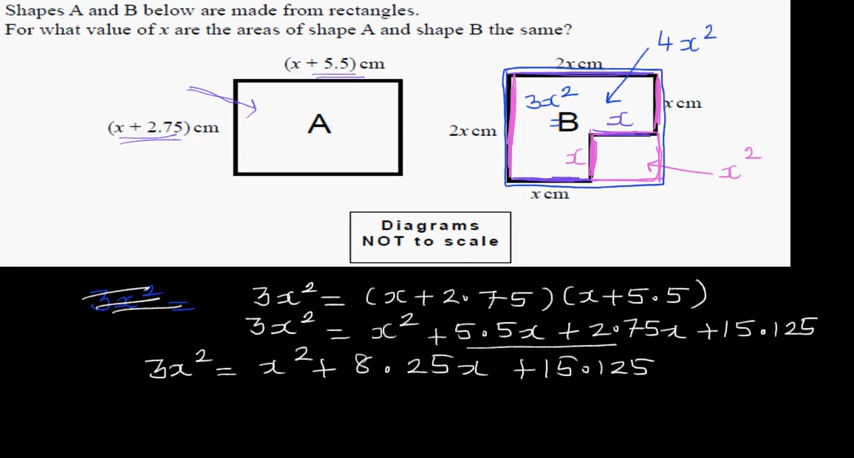 Shapes A and B below are made from rectangles.
For what value of x are the areas of shape A and shape B the same?
4x²
(x + 5.5) cm
2x cm
3x²
=
x cm
(x + 2.75) cm
A
B
x
2x cm
x
x²
x cm
Diagrams
NOT to scale
3x² =
3x² = (x + 2.75)(x + 5.5)
3x² = x² + 5.5x + 2.75x + 15.125
3x² = x² + 8.25x + 15.125